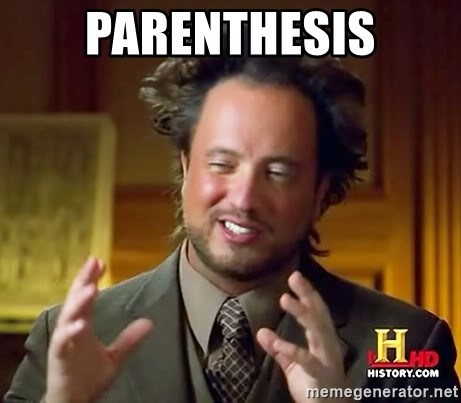 PARENTHESIS
H HD
HISTORY.COM
memegenerator.net